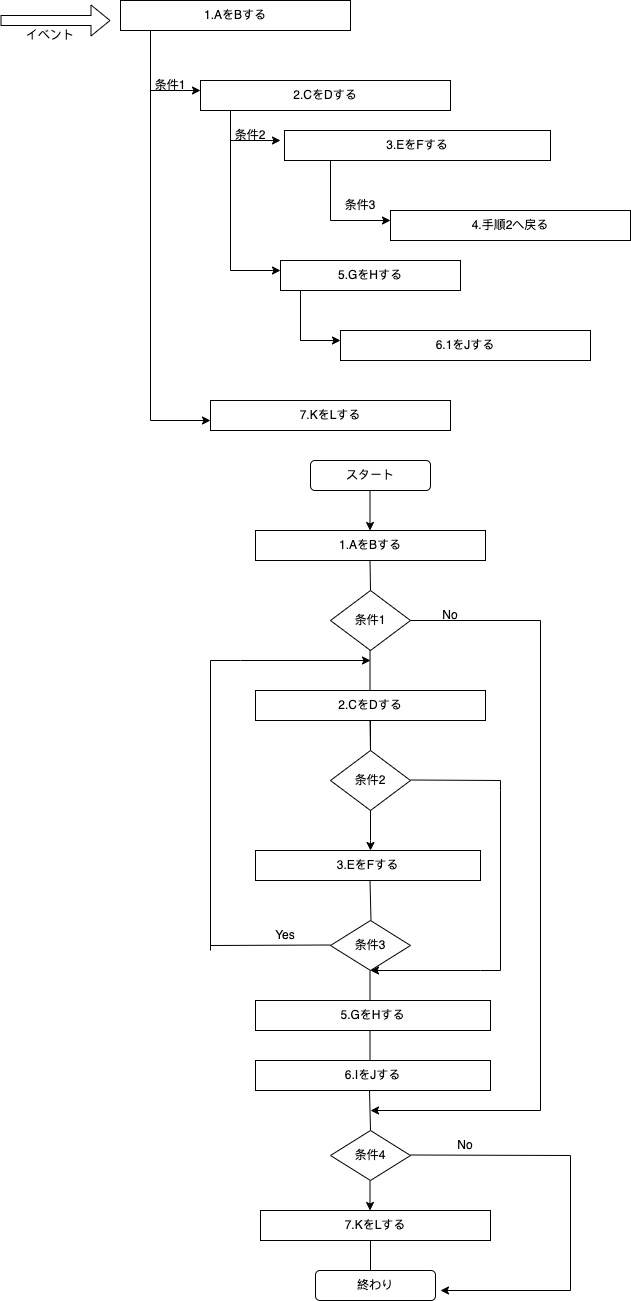 1.AをBする
イベント
条件1
2.CをDする
条件2
3.EをFする
条件3
4.手順2へ戻る
5.GをHする
6.1をJする
7.KをLする
スタート
1.AをBする
条件1
No
2.CをDする
条件2
3.EをFする
Yes
条件3
5.GをHする
6.IをJする
条件4
No
7.KをLする
終わり